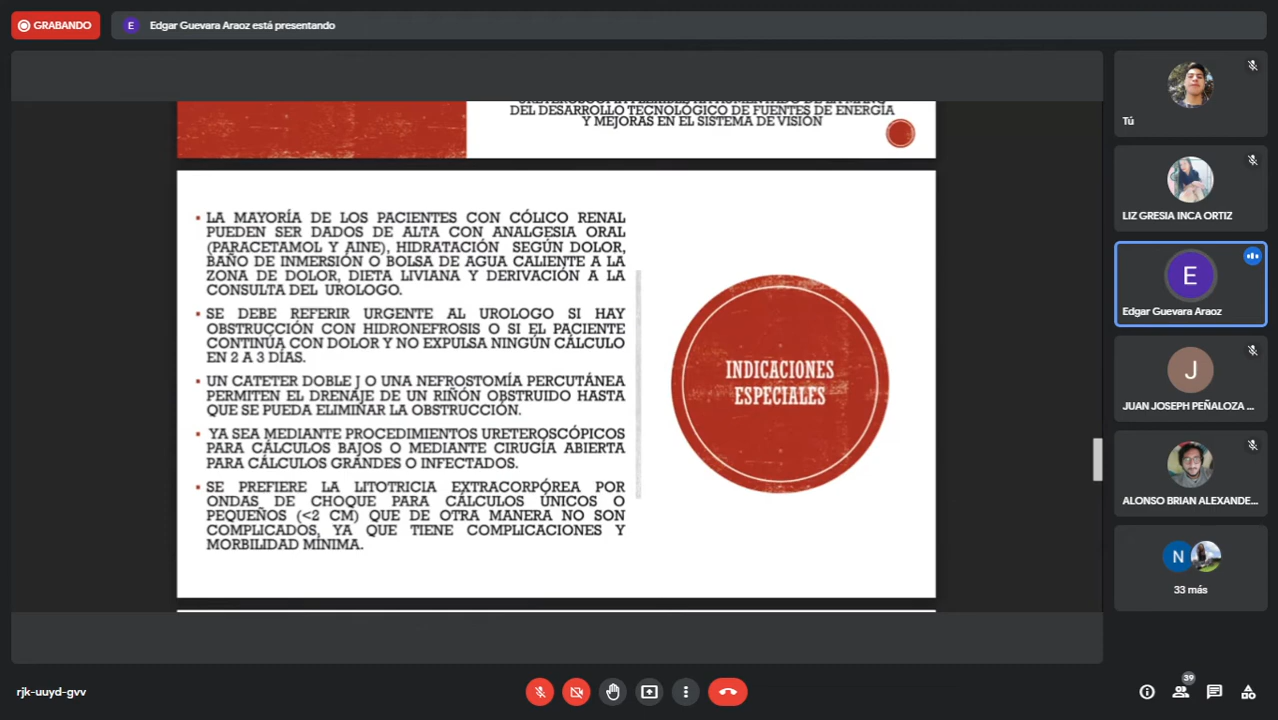 GRABANDO
E
Edgar Guevara Araoz está presentando
DEL DESARROLLO TECNOLÓGICO DE FUENTES DE ENERGÍA
Y MEJORAS EN EL SISTEMA DE VISIÓN
▪ LA MAYORÍA DE LOS PACIENTES CON CÓLICO RENAL
PUEDEN SER DADOS DE ALTA CON ANALGESIA ORAL
(PARACETAMOL Y AINE), HIDRATACIÓN SEGÚN DOLOR,
BAÑO DE INMERSIÓN O BOLSA DE AGUA CALIENTE A LA
ZONA DE DOLOR, DIETA LIVIANA Y DERIVACIÓN A LA
CONSULTA DEL UROLOGO.
▪ SE DEBE REFERIR URGENTE AL UROLOGO SI HAY
OBSTRUCCIÓN CON HIDRONEFROSIS O SI EL PACIENTE
CONTINÚA CON DOLOR Y NO EXPULSA NINGÚN CÁLCULO
EN 2 A 3 DÍAS.
▪ UN CATETER DOBLE J O UNA NEFROSTOMÍA PERCUTÁNEA
PERMITEN EL DRENAJE DE UN RIÑÓN OBSTRUIDO HASTA
QUE SE PUEDA ELIMINAR LA OBSTRUCCIÓN.
▪ YA SEA MEDIANTE PROCEDIMIENTOS URETEROSCÓPICOS
PARA CÁLCULOS BAJOS O MEDIANTE CIRUGÍA ABIERTA
PARA CÁLCULOS GRANDES O INFECTADOS.
▪ SE PREFIERE LA LITOTRICIA EXTRACORPÓREA POR
ONDAS DE CHOQUE PARA CÁLCULOS ÚNICOS O
PEQUEÑOS (<2 CM) QUE DE OTRA MANERA NO SON
COMPLICADOS, YA QUE TIENE COMPLICACIONES Y
MORBILIDAD MÍNIMA.
INDICACIONES
ESPECIALES
Tú
LIZ GRESIA INCA ORTIZ
E
Edgar Guevara Araoz
J
JUAN JOSEPH PEÑALOZA ...
ALONSO BRIAN ALEXANDE...
N
33 más
rjk-uuyd-gvv
39